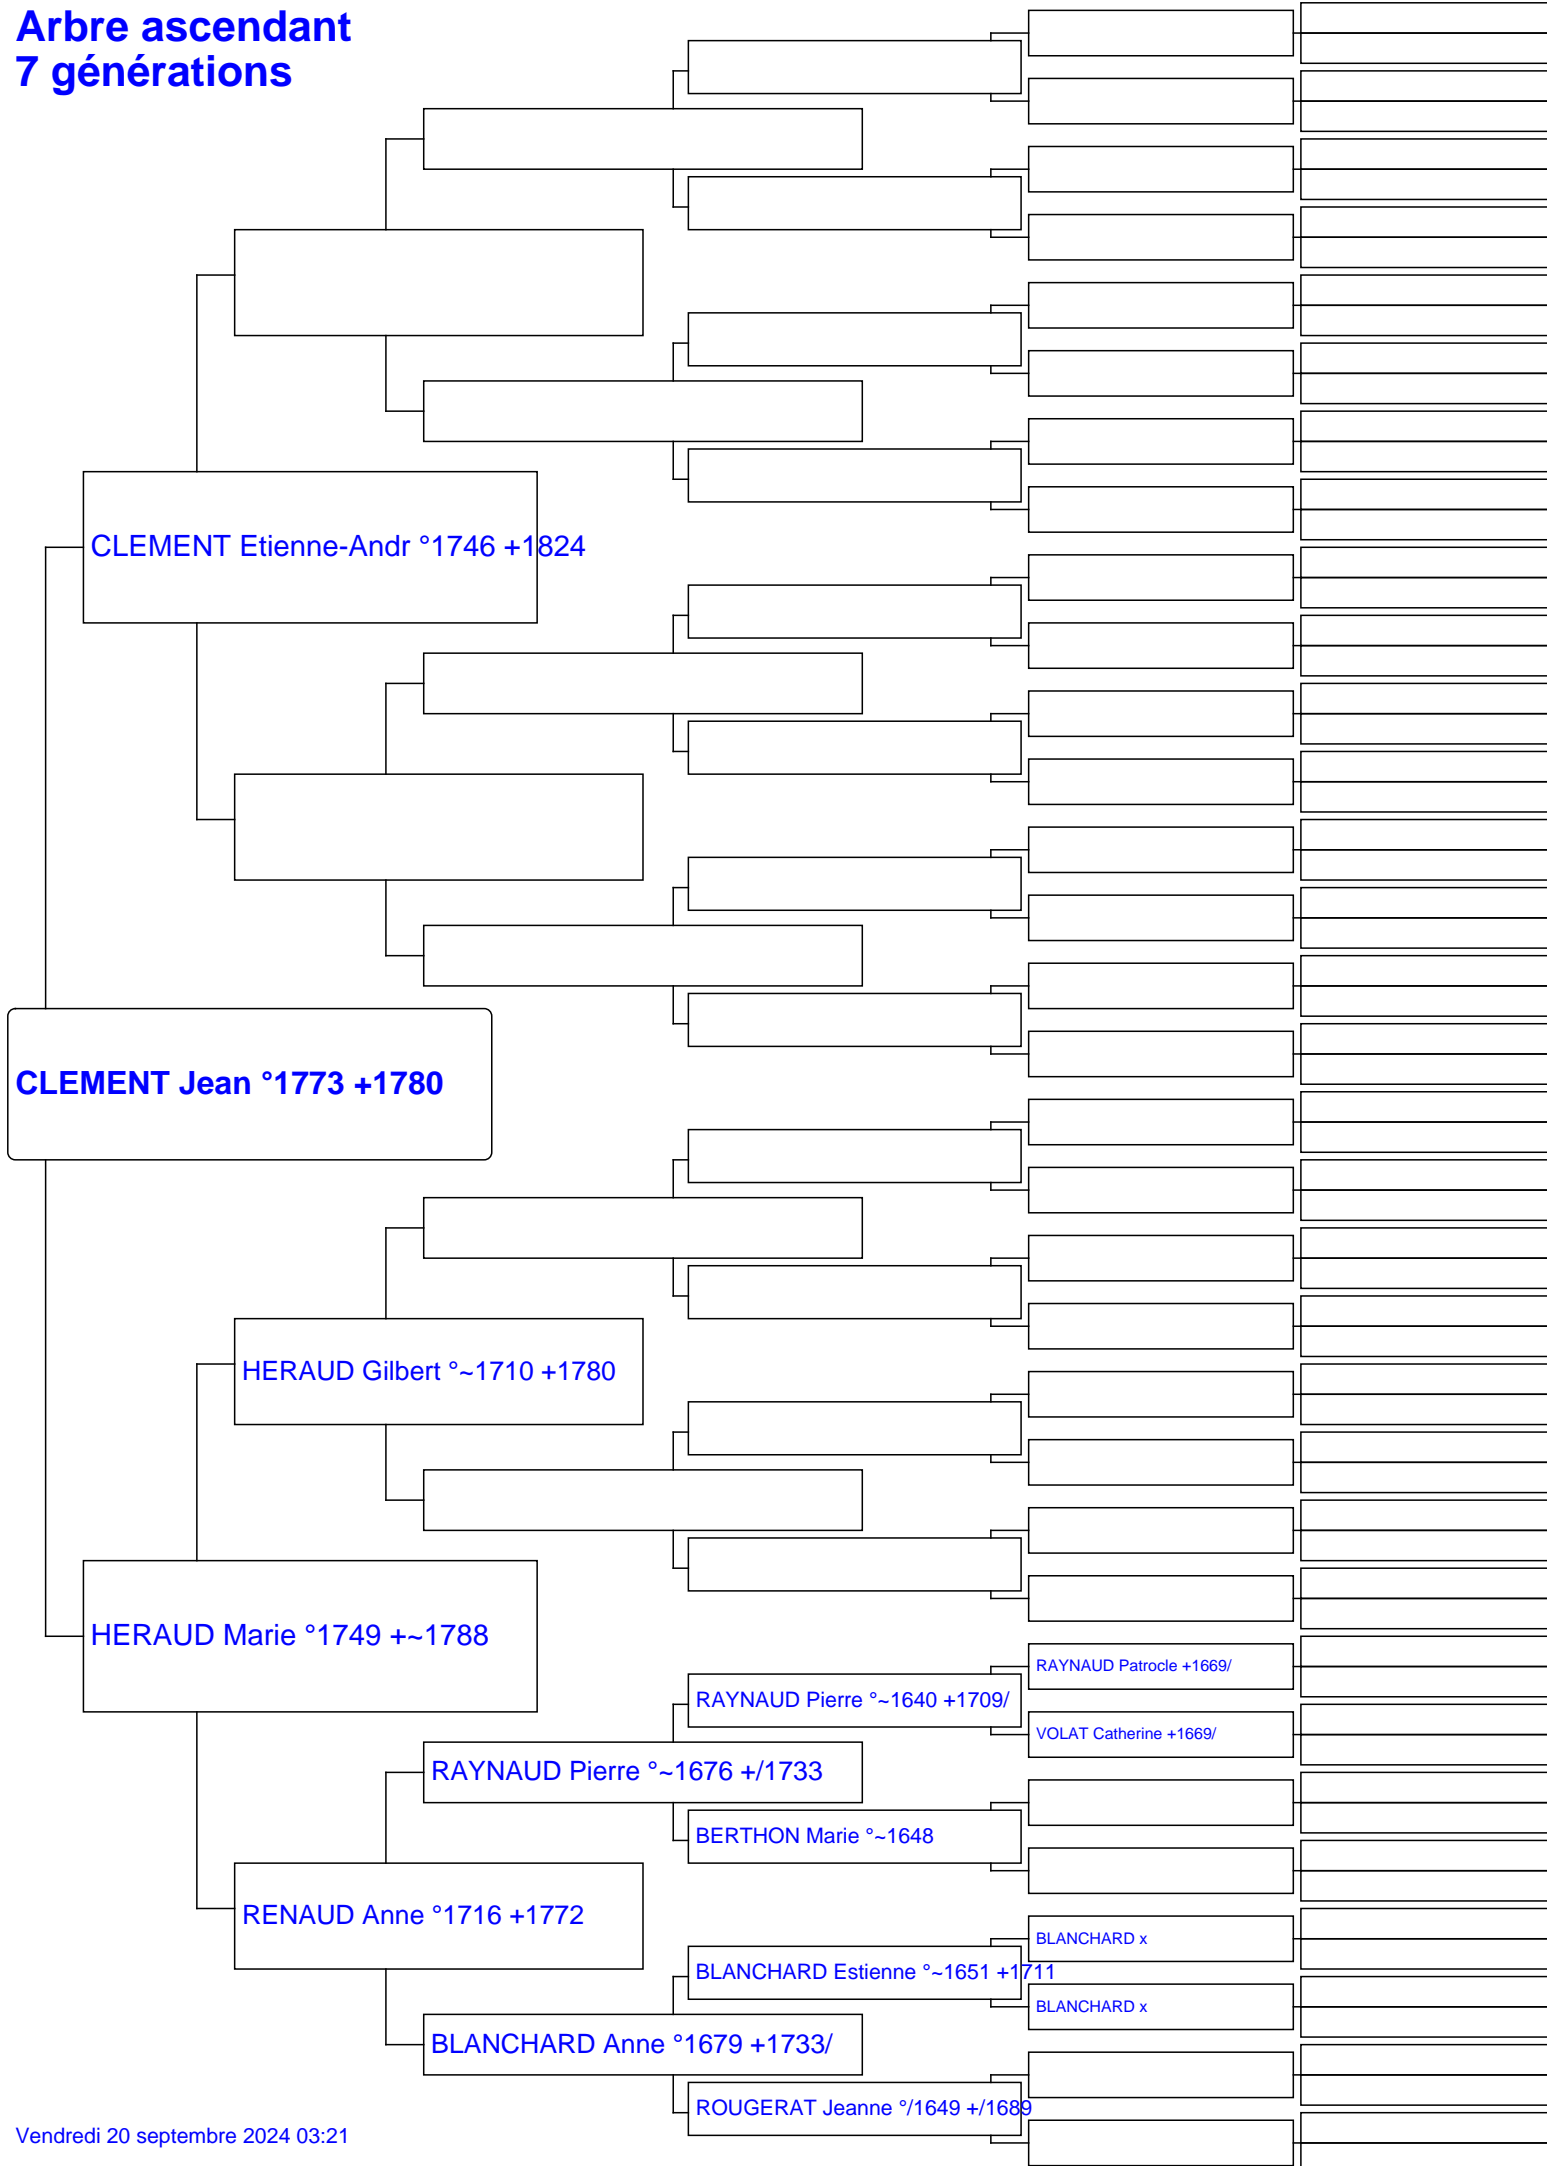 Arbre ascendant
7 générations
CLEMENT Etienne-Andr °1746 +1824
CLEMENT Jean °1773 +1780
HERAUD Gilbert °~1710 +1780
HERAUD Marie °1749 +~1788
RAYNAUD Patrocle +1669/
RAYNAUD Pierre °~1640 +1709/
VOLAT Catherine +1669/
RAYNAUD Pierre °~1676 +/1733
BERTHON Marie °~1648
RENAUD Anne °1716 +1772
BLANCHARD x
BLANCHARD Estienne °~1651 +1711
BLANCHARD x
BLANCHARD Anne °1679 +1733/
ROUGERAT Jeanne °/1649 +/1689
Vendredi 20 septembre 2024 03:21